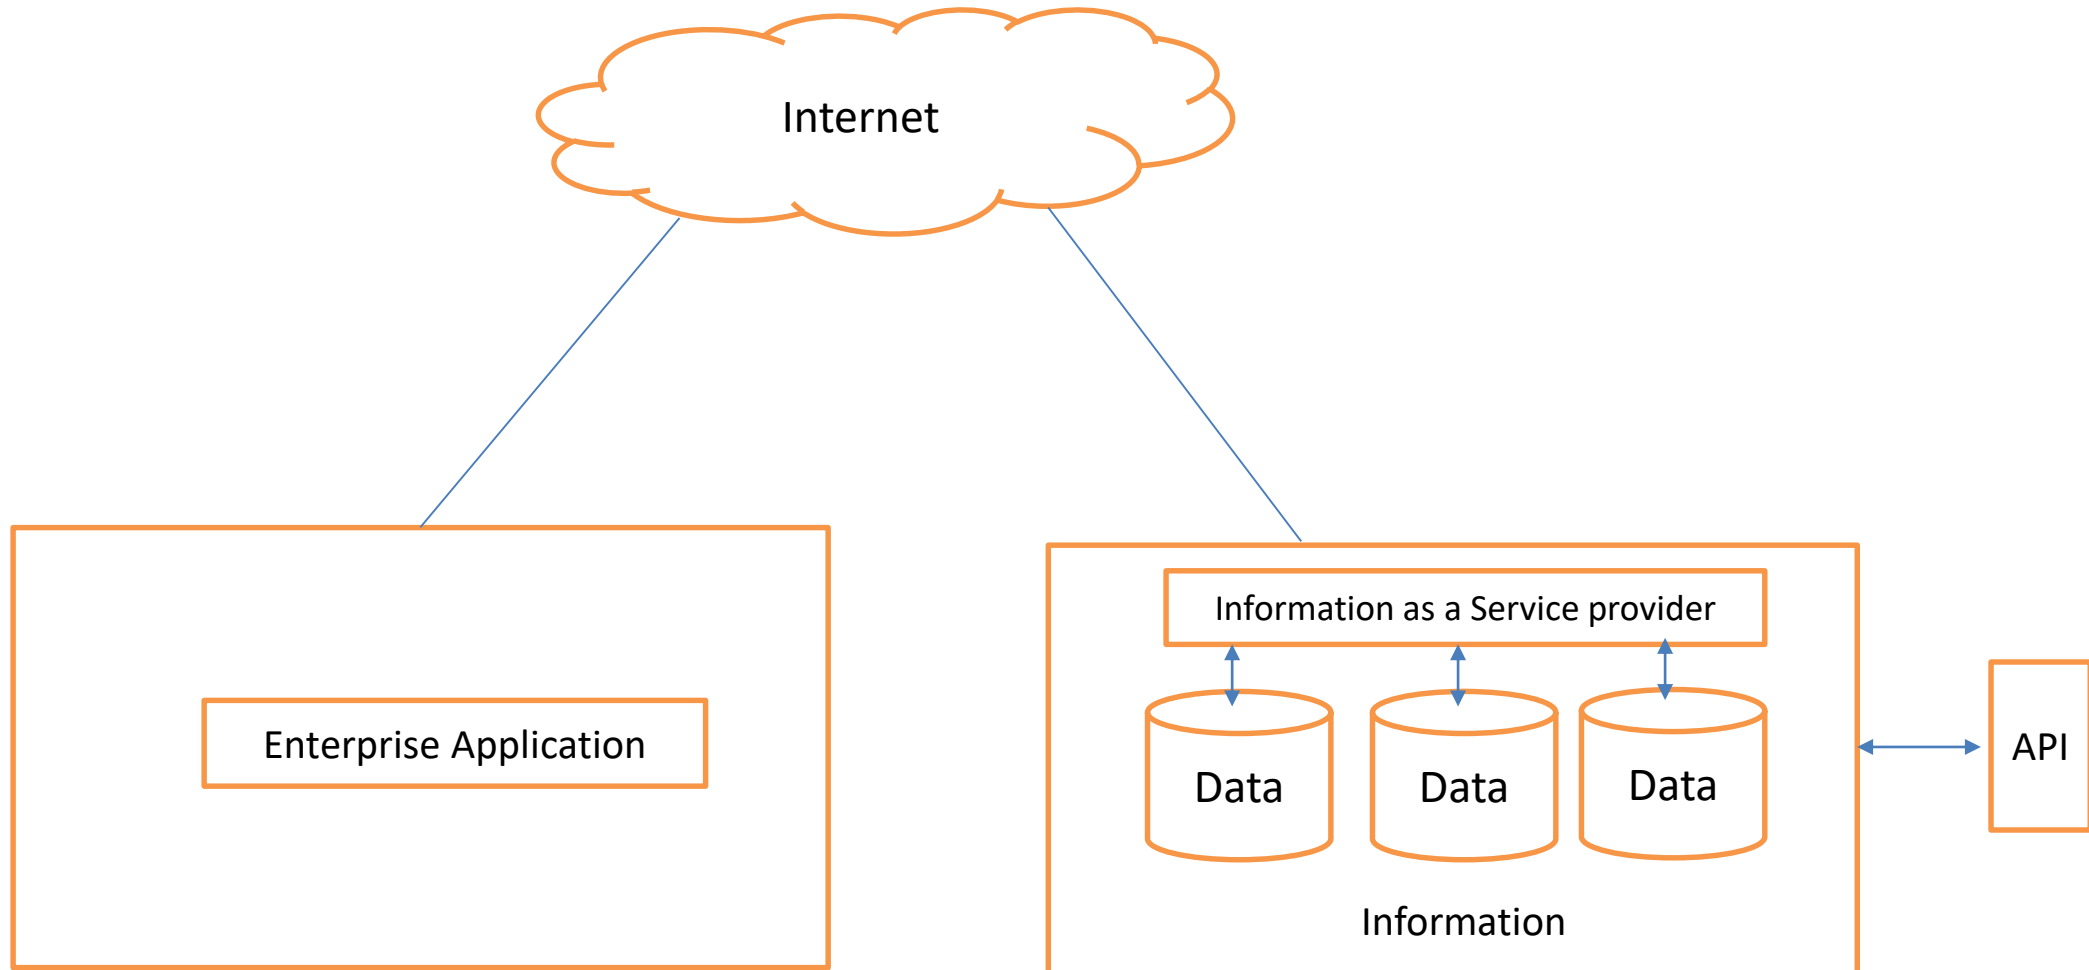 Internet
Enterprise Application
Information as a Service provider
Data
Data
Data
Information
API